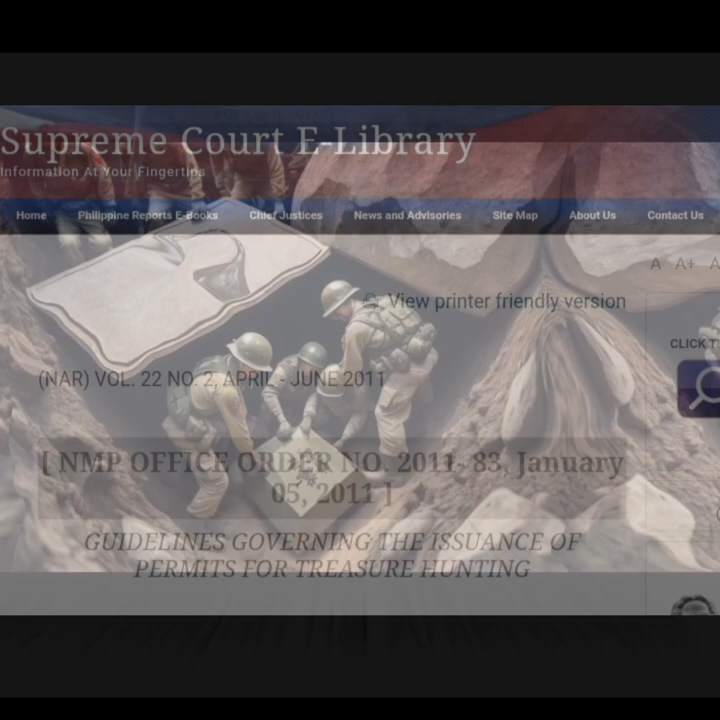 Supreme Court E-Library
Information At Your Fingertips
Home Philippine Reports E-Books Chief Justices News and Advisories Site Map About Us Contact Us
A A+
View printer friendly version
CLICK
(NAR) VOL. 22 NO. 2, APRIL - JUNE 2011
[ NMP OFFICE ORDER NO. 2011- 83, January
05, 2011 ]
GUIDELINES GOVERNING THE ISSUANCE OF
PERMITS FOR TREASURE HUNTING